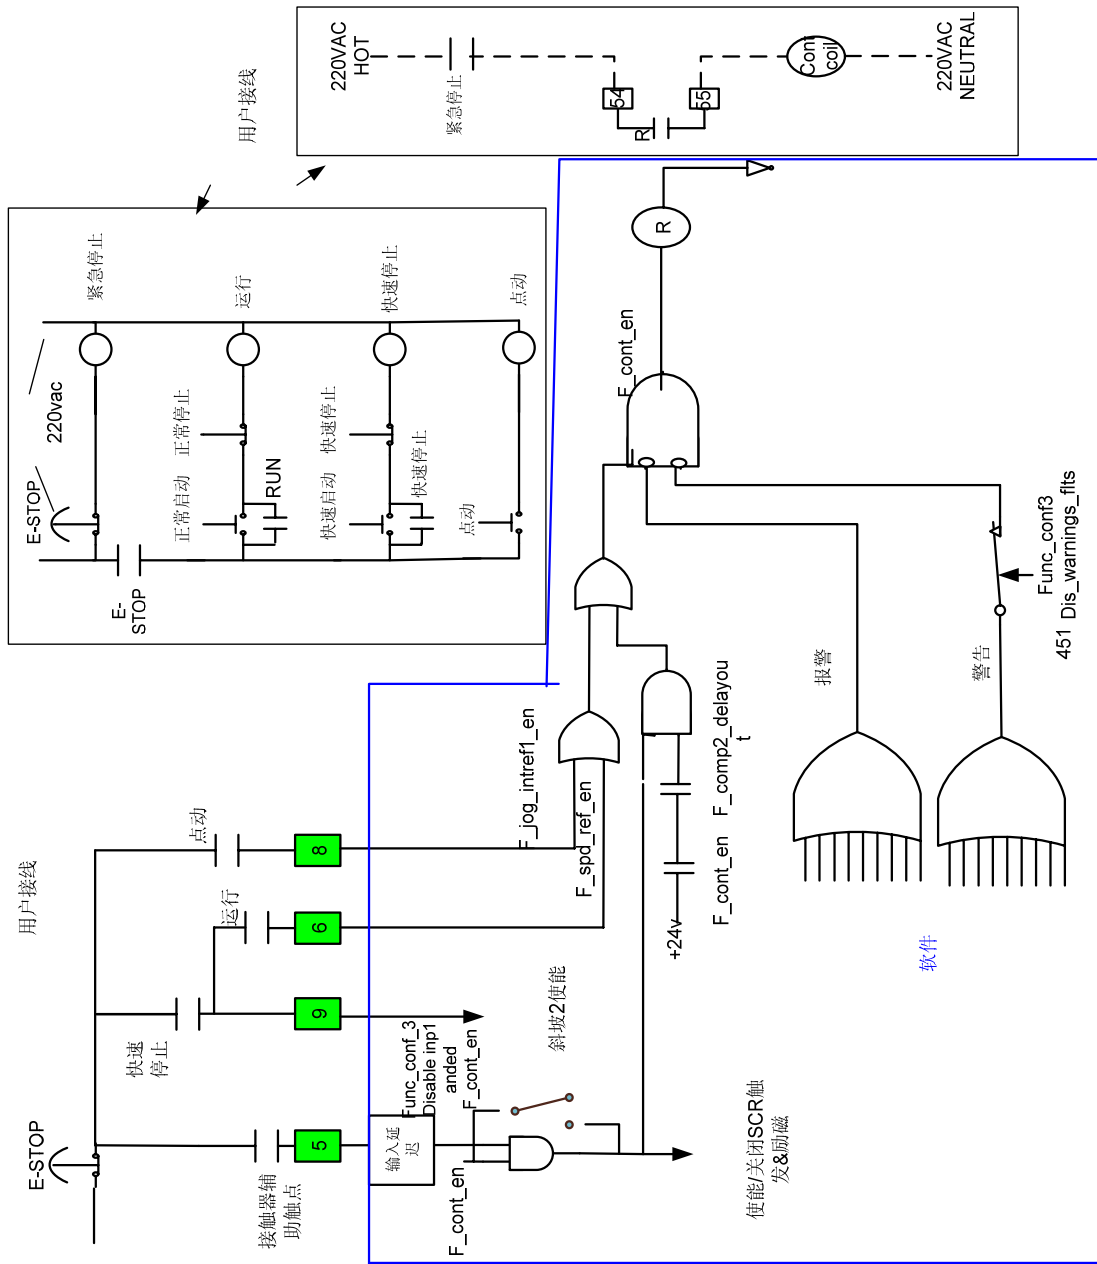 用户接线
220VAC
HOT
紧急停止
54
R
55
Cont
coil
220VAC
NEUTRAL
紧急停止
运行
快速停止
点动
220vac
E-STOP
正常停止
正常启动
RUN
快速停止
快速启动
快速停止
点动
E-
STOP
F_cont_en
R
Func_conf3
451 Dis_warnings_flts
报警
警告
用户接线
点动
8
运行
6
快速
停止
9
E-STOP
接触器辅
助触点
5
输入延
迟
Func_conf_3
Disable inp1
anded
F_cont_en
F_cont_en
F_jog_intref1_en
F_spd_ref_en
F_comp2_delayou
t
F_cont_en
+24v
斜坡2使能
使能/关闭SCR触
发&励磁
软件